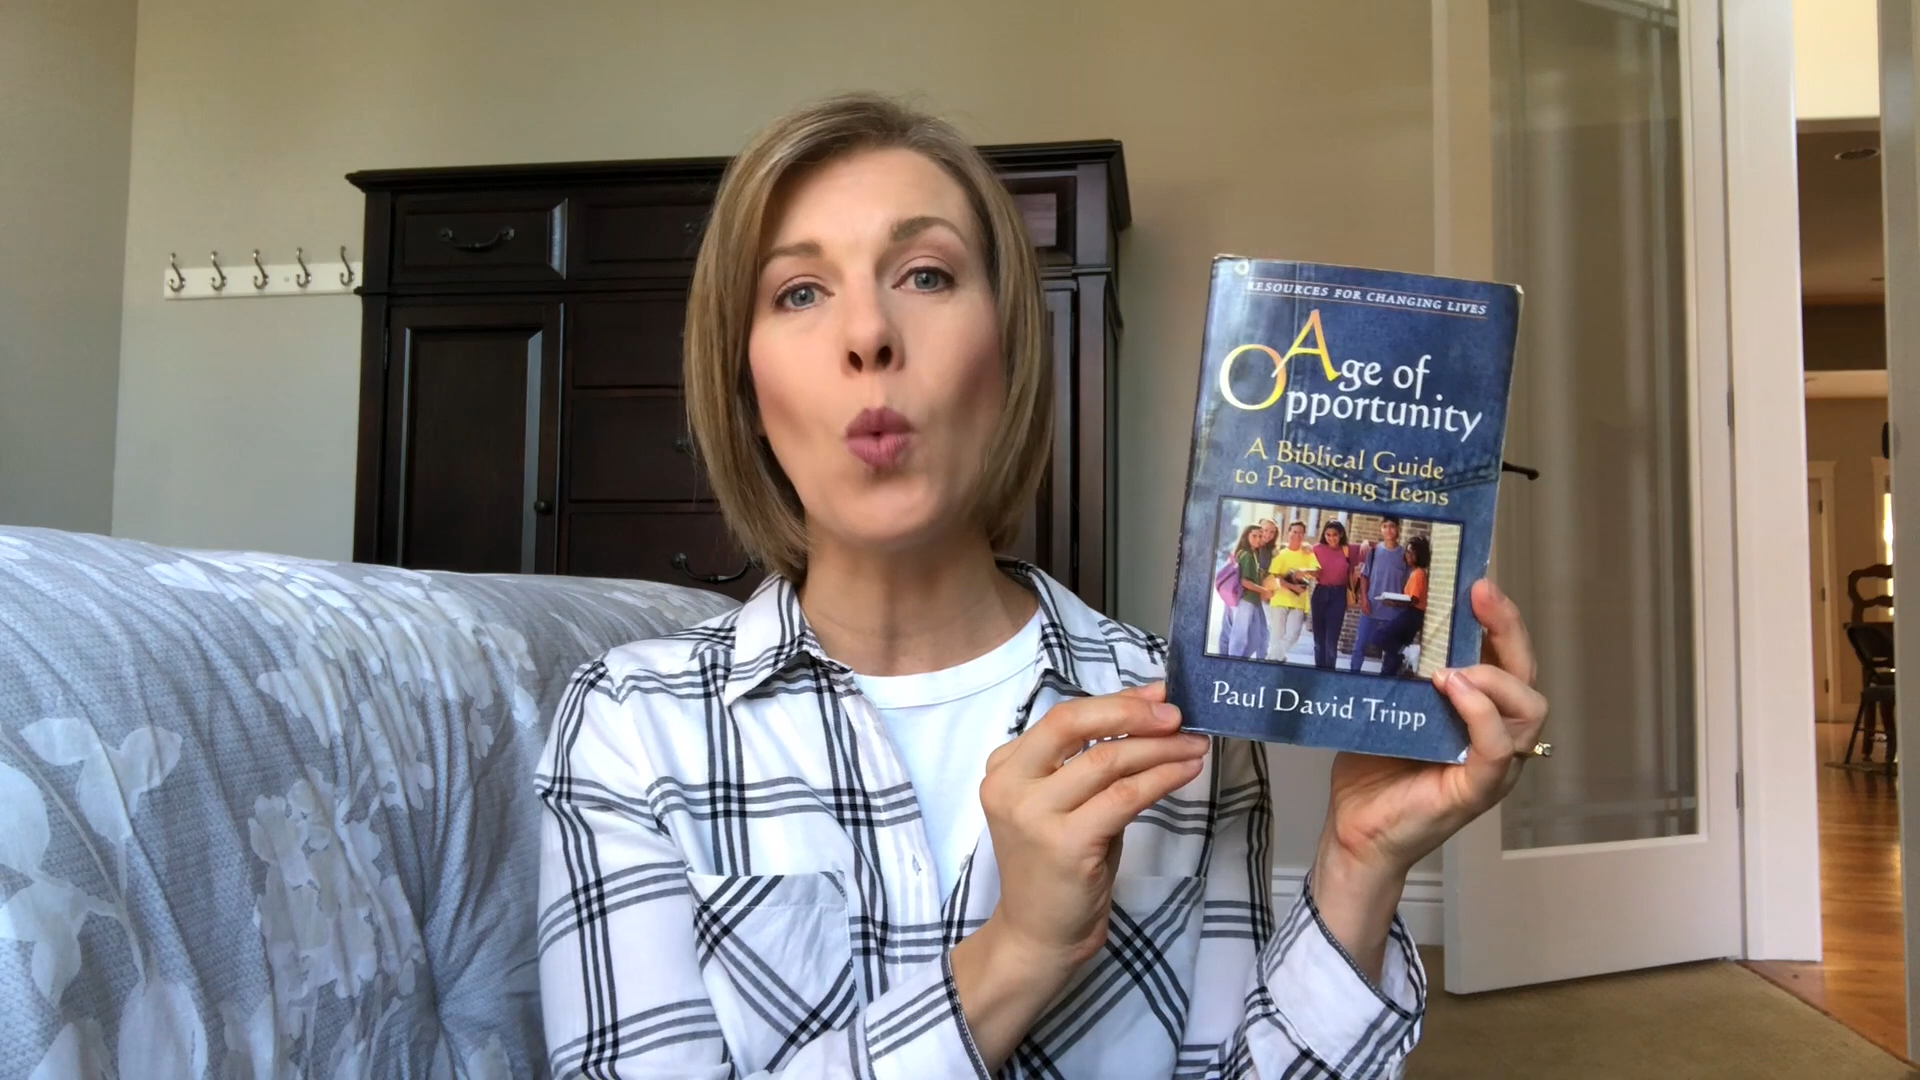 RESOURCES FOR CHANGING LIVES
Age of
Opportunity
A Biblical Guide
to Parenting Teens
Paul David Tripp